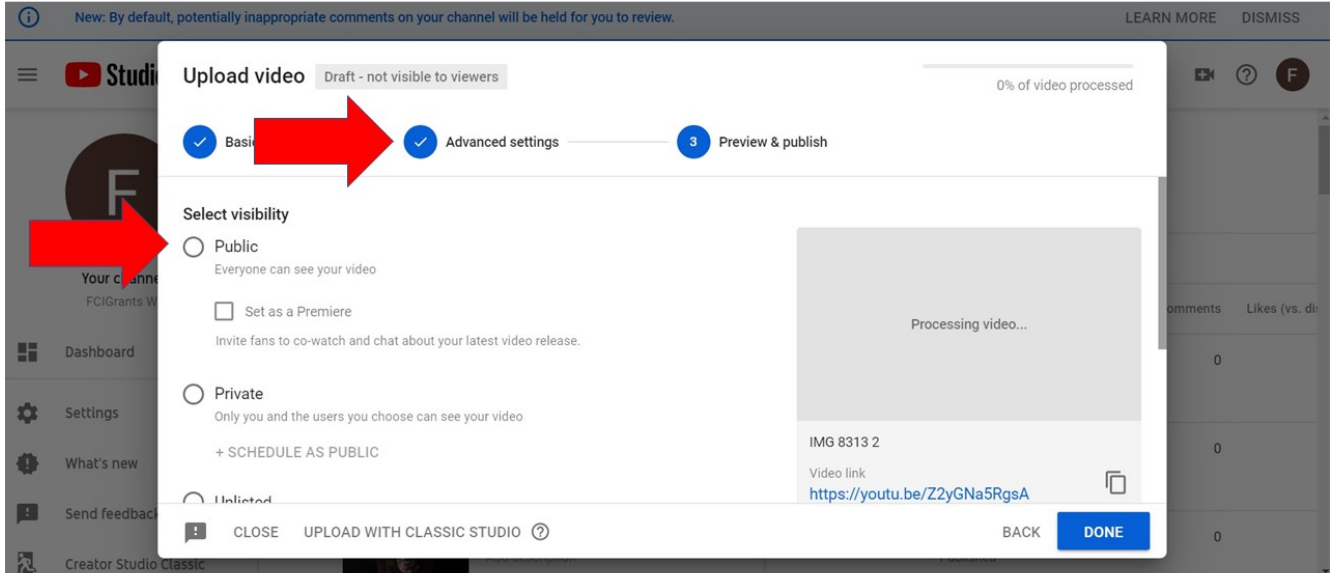 New: By default, potentially inappropriate comments on your channel will be held for you to review.
LEARN MORE DISMISS
Studi
Upload video Draft - not visible to viewers
0% of video processed
F
Basi
Advanced settings
3 Preview & publish
F
Select visibility
Public
Everyone can see your video
Your channe
FCIGrants W
Set as a Premiere
Invite fans to co-watch and chat about your latest video release.
Processing video...
omments Likes (vs. di
Dashboard
0
Private
Only you and the users you choose can see your video
Settings
+ SCHEDULE AS PUBLIC
IMG 8313 2
0
What's new
Video link
https://youtu.be/Z2yGNa5RgsA
Unlisted
Send feedback
CLOSE UPLOAD WITH CLASSIC STUDIO
BACK DONE
0
Creator Studio Classic
Add description
Published